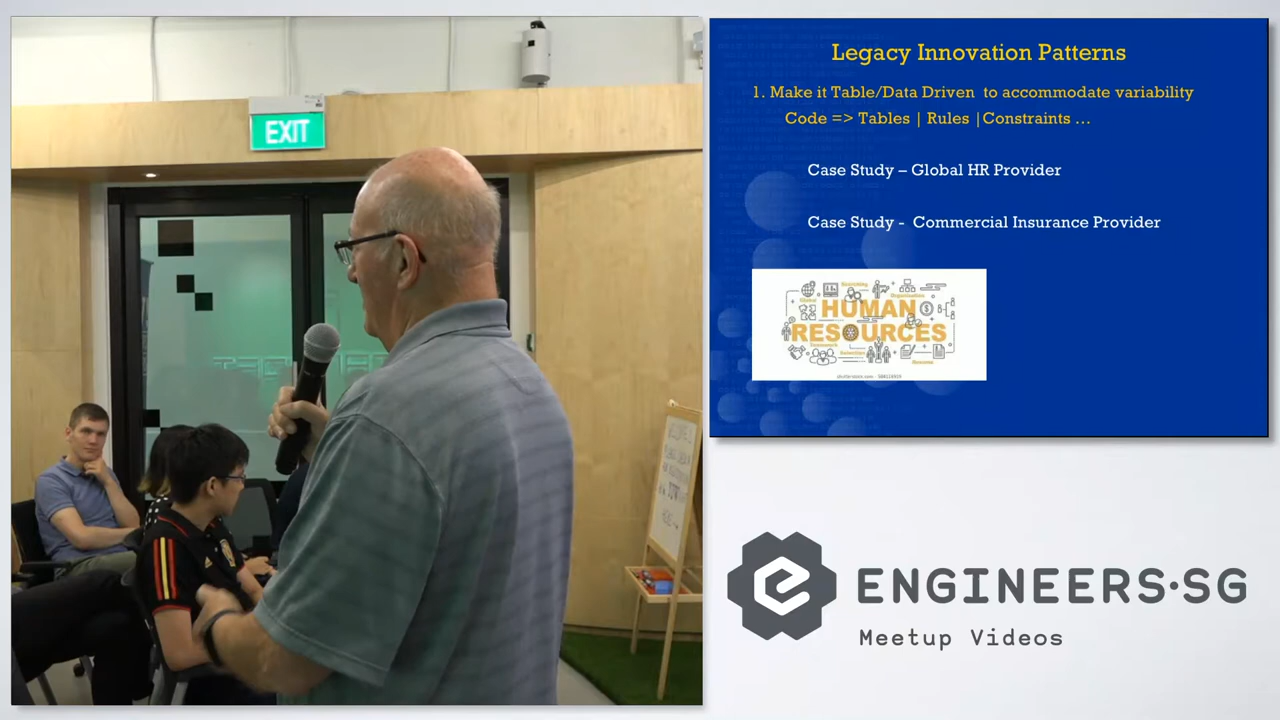 EXIT
Legacy Innovation Patterns
1. Make it Table/Data Driven to accommodate variability
Code => Tables | Rules |Constraints ...
Case Study – Global HR Provider
Case Study - Commercial Insurance Provider
HUMAN
RESOURCES
ENGINEERS·SG
Meetup Videos